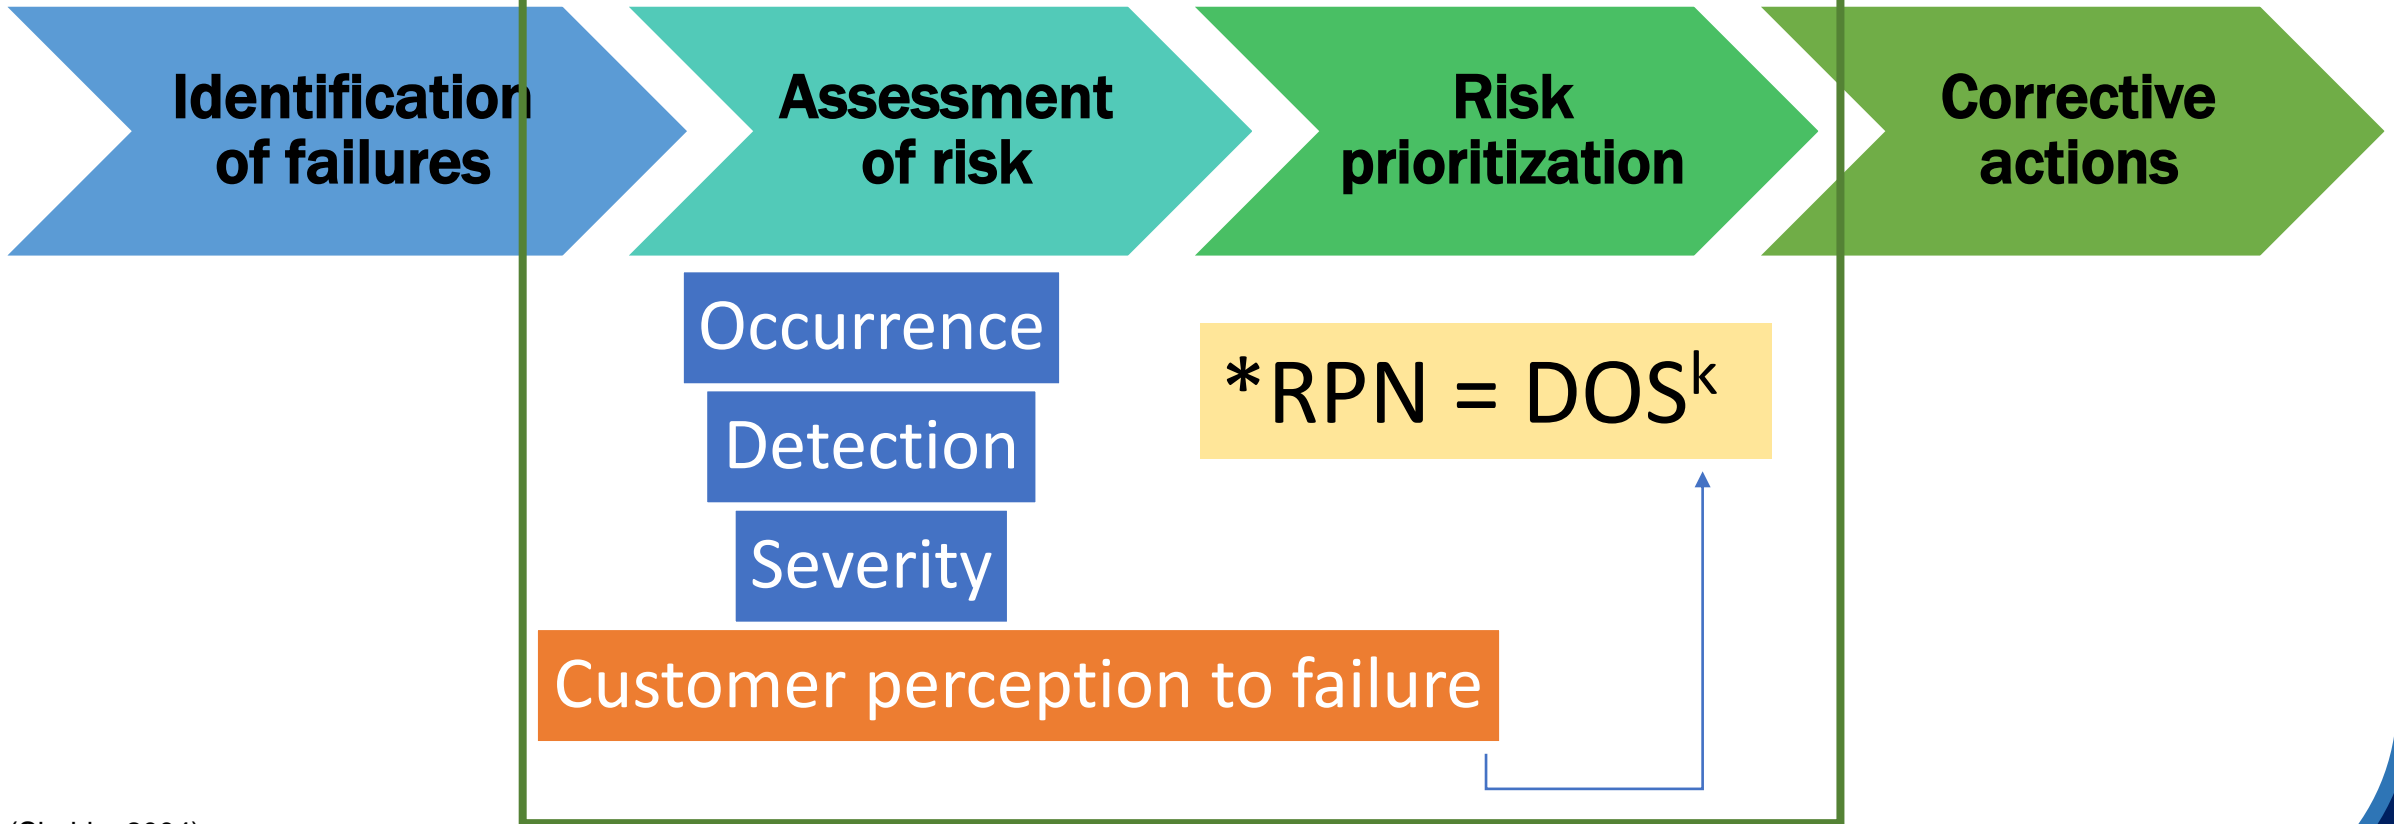 Identification
of failures
Assessment
of risk
Risk
prioritization
Corrective
actions
Occurrence
Detection
Severity
Customer perception to failure
*RPN = DOSᵏ